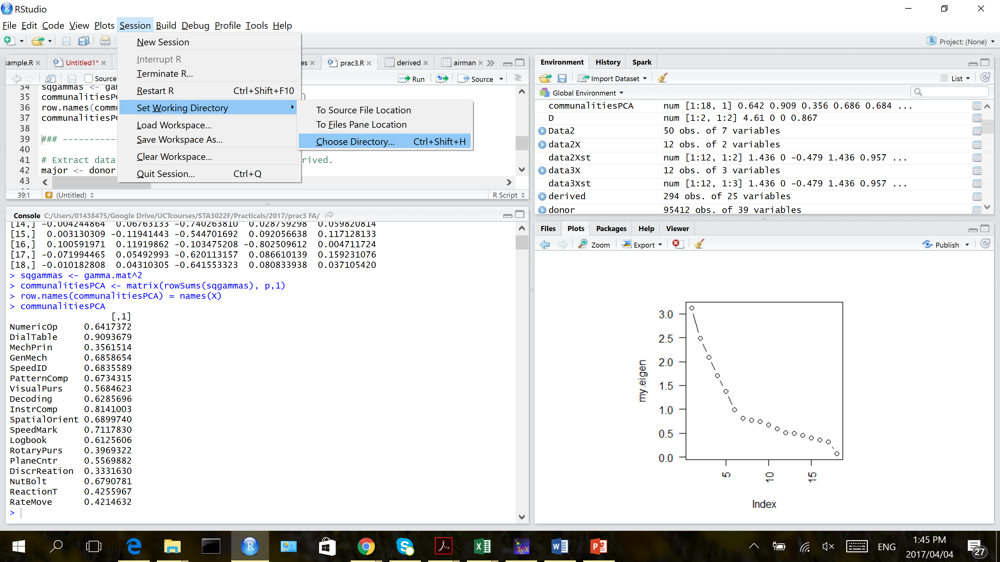 RStudio
File Edit Code View Plots Session Build Debug Profile Tools Help
Project: (None)
New Session
Interrupt R
Terminate R...
Restart R Ctrl+Shift+F10
Set Working Directory
Load Workspace...
Save Workspace As...
Clear Workspace...
Quit Session... Ctrl+Q
To Source File Location
To Files Pane Location
Choose Directory... Ctrl+Shift+H
ample.R Untitled1* es prac3.R derived airman
Source Run Source
34 sqgammas <- gam
35 communalitiesPC )
36 row.names(commu
37 communalitiesPC
38
39 ### -----------
40
41 # Extract data rived.
42 major <- donor
43
39:1 (Untitled) R Script
Console C:/Users/01438475/Google Drive/UCTcourses/STA3022F/Practicals/2017/prac3 FA/
[14,] -0.004244864 0.06763133 -0.740263810 0.028759298 0.059820814
[15,] 0.003130309 -0.11941443 -0.544701692 0.092056638 0.117128133
[16,] 0.100591971 0.11919862 -0.103475208 -0.802509612 0.004711724
[17,] -0.071994465 0.05492993 -0.620113157 0.086610139 0.159231076
[18,] -0.010182808 0.04310305 -0.641553323 0.080833938 0.037105420
> sqgammas <- gamma.mat^2
> communalitiesPCA <- matrix(rowSums(sqgammas), p,1)
> row.names(communalitiesPCA) = names(X)
> communalitiesPCA
[,1]
NumericOp 0.6417372
DialTable 0.9093679
MechPrin 0.3561514
GenMech 0.6858654
SpeedID 0.6835589
PatternComp 0.6734315
VisualPurs 0.5684623
Decoding 0.6285696
InstrComp 0.8141003
SpatialOrient 0.6899740
SpeedMark 0.7117830
Logbook 0.6125606
RotaryPurs 0.3969322
PlaneCntr 0.5569882
DiscrReation 0.3331630
NutBolt 0.6790781
ReactionT 0.4255967
RateMove 0.4214632
>
Environment History Spark
Import Dataset List
Global Environment
communalitiesPCA num [1:18, 1] 0.642 0.909 0.356 0.686 0.684 ...
D num [1:2, 1:2] 4.61 0 0 0.867
Data2 50 obs. of 7 variables
data2X 12 obs. of 2 variables
data2Xst num [1:12, 1:2] 1.436 0 -0.479 1.436 0.957 ...
data3X 12 obs. of 3 variables
data3Xst num [1:12, 1:3] 1.436 0 -0.479 1.436 0.957 ...
derived 294 obs. of 25 variables
donor 95412 obs. of 39 variables
Files Plots Packages Help Viewer
Zoom Export Publish
3.0
2.5
2.0
1.5
1.0
0.5
0.0
my.eigen
5 10 15
Index
ENG
1:45 PM
2017/04/04
27